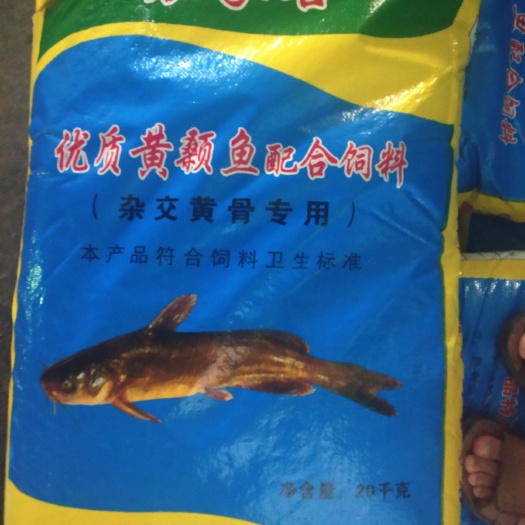 优质黄颡鱼配合饲料
（杂交黄骨专用）
本产品符合饲料卫生标准
净含量：20千克